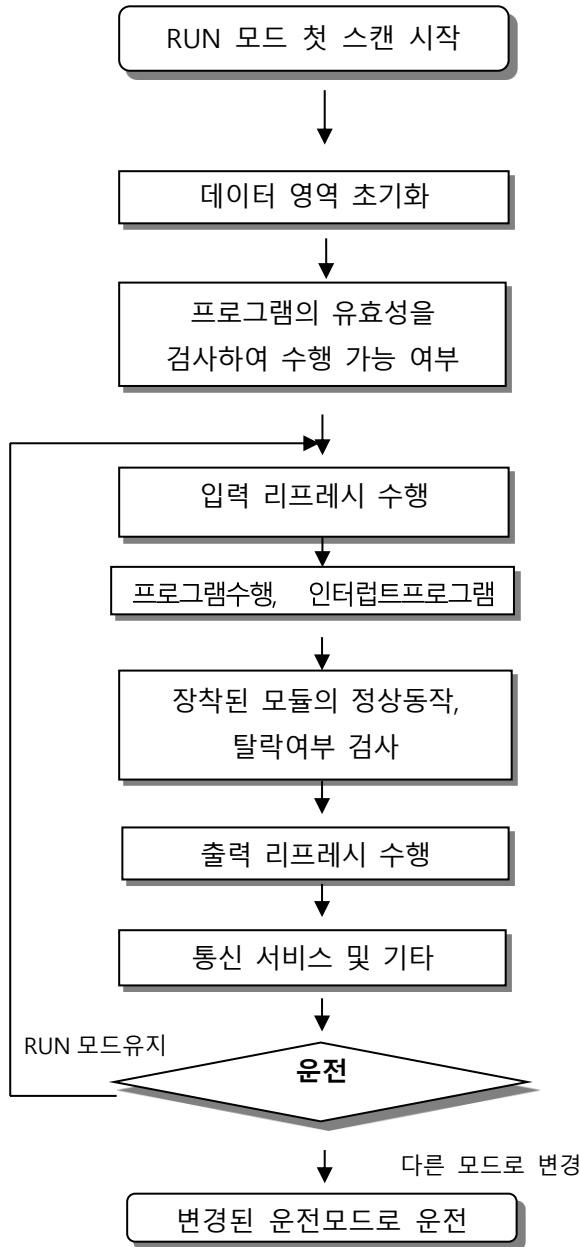 RUN 모드 첫 스캔 시작
데이터 영역 초기화
프로그램의 유효성을
검사하여 수행 가능 여부
입력 리프레시 수행
프로그램수행, 인터럽트프로그램
장착된 모듈의 정상동작,
탈락여부 검사
출력 리프레시 수행
통신 서비스 및 기타
RUN 모드유지
운전
다른 모드로 변경
변경된 운전모드로 운전